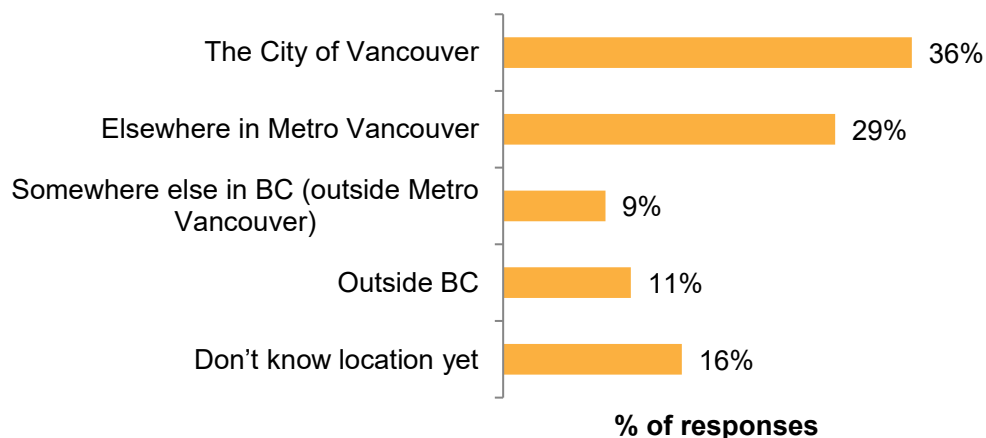 The City of Vancouver 36%
Elsewhere in Metro Vancouver 29%
Somewhere else in BC (outside Metro
Vancouver) 9%
Outside BC 11%
Don’t know location yet 16%
% of responses